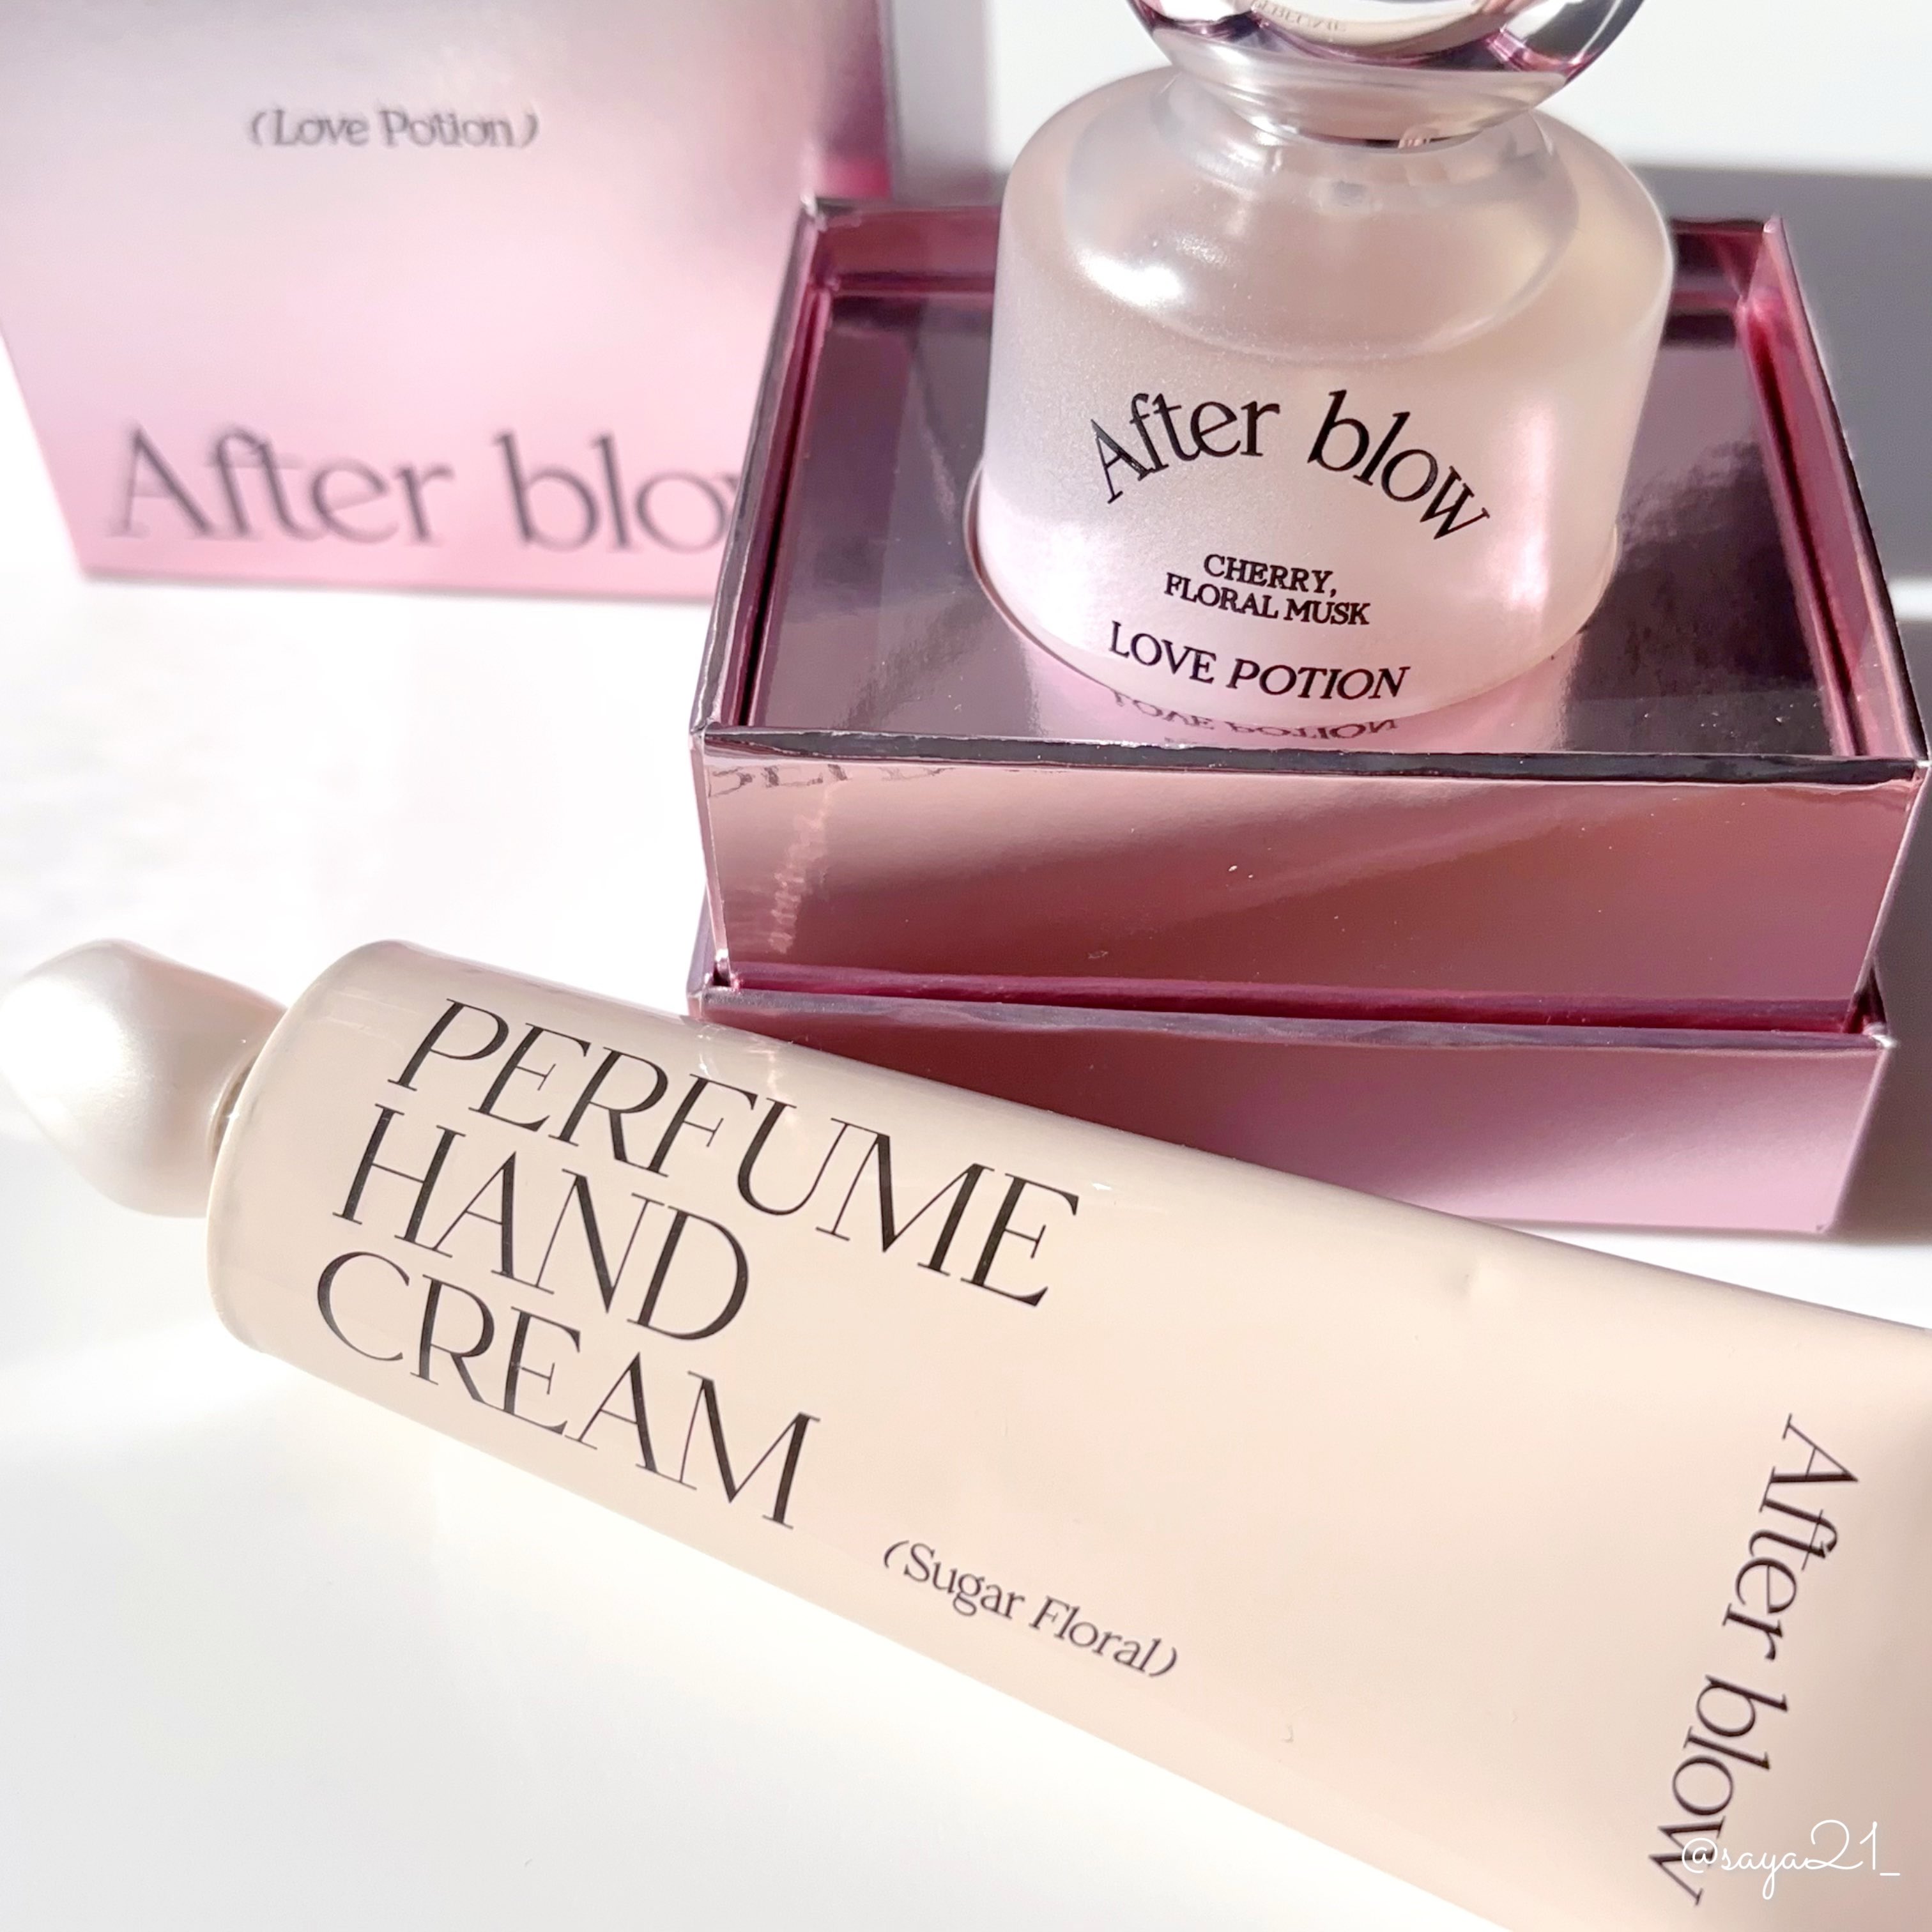 (Love Potion)
After blow
After blow
CHERRY,
FLORAL MUSK
LOVE POTION
PERFUME
HAND
CREAM
(Sugar Floral)
After blow
@saya21_